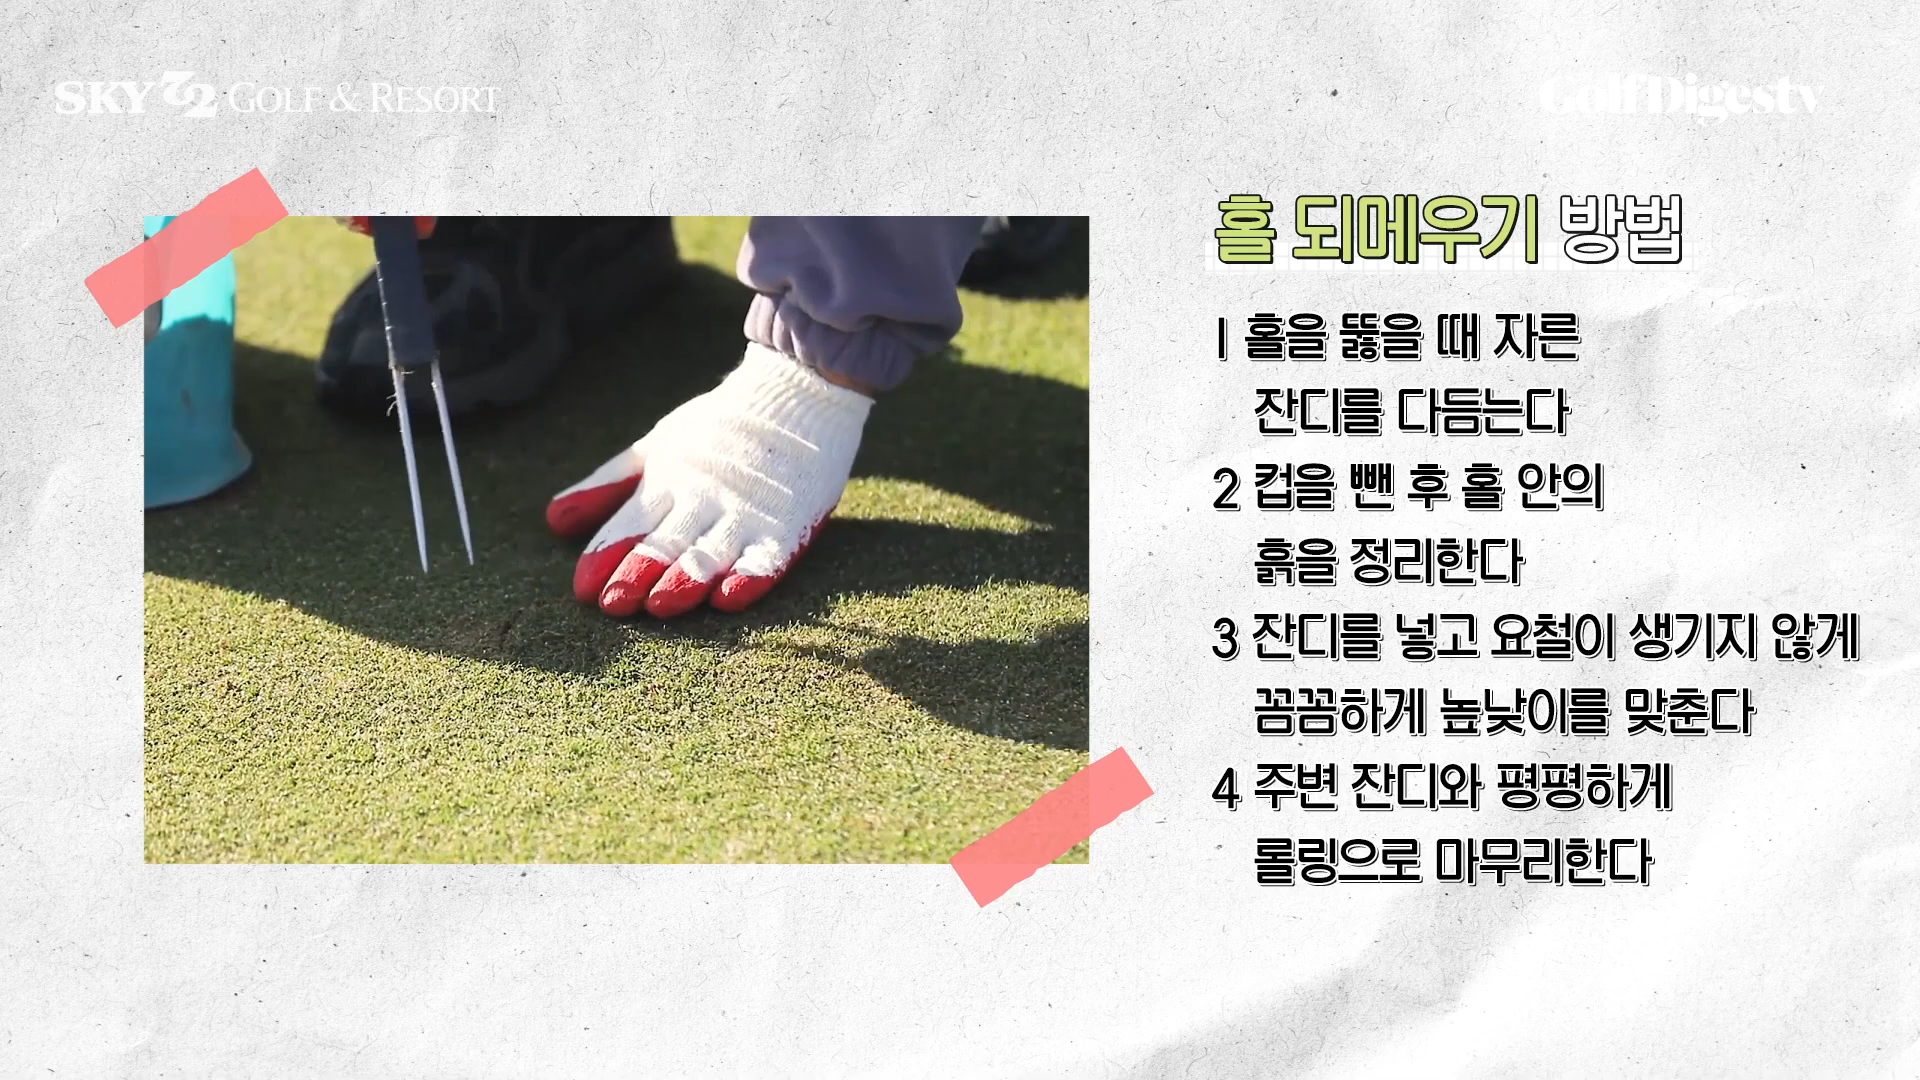 SKY72 GOLF & RESORT
GolfDigestv
홀 되메우기 방법
1 홀을 뚫을 때 자른
잔디를 다듬는다
2 컵을 뺀 후 홀 안의
흙을 정리한다
3 잔디를 넣고 요철이 생기지 않게
꼼꼼하게 높낮이를 맞춘다
4 주변 잔디와 평평하게
롤링으로 마무리한다